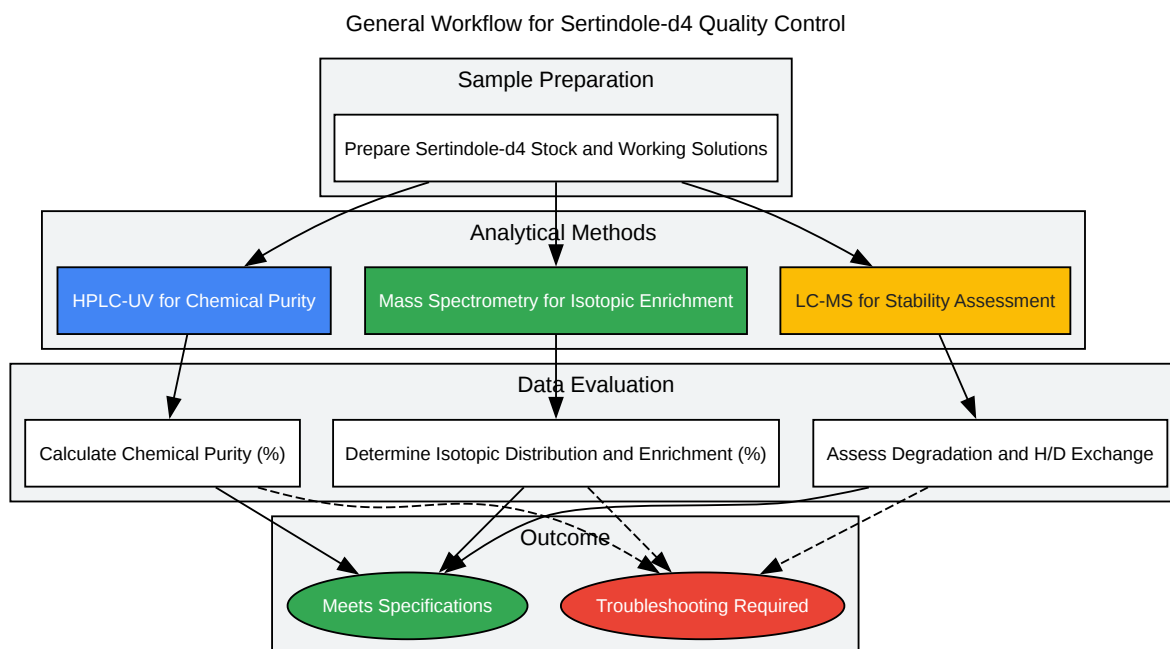 General Workflow for Sertindole-d4 Quality Control
Sample Preparation
Prepare Sertindole-d4 Stock and Working Solutions
Analytical Methods
HPLC-UV for Chemical Purity
Mass Spectrometry for Isotopic Enrichment
LC-MS for Stability Assessment
Data Evaluation
Calculate Chemical Purity (%)
Determine Isotopic Distribution and Enrichment (%)
Assess Degradation and H/D Exchange
Outcome
Meets Specifications
Troubleshooting Required